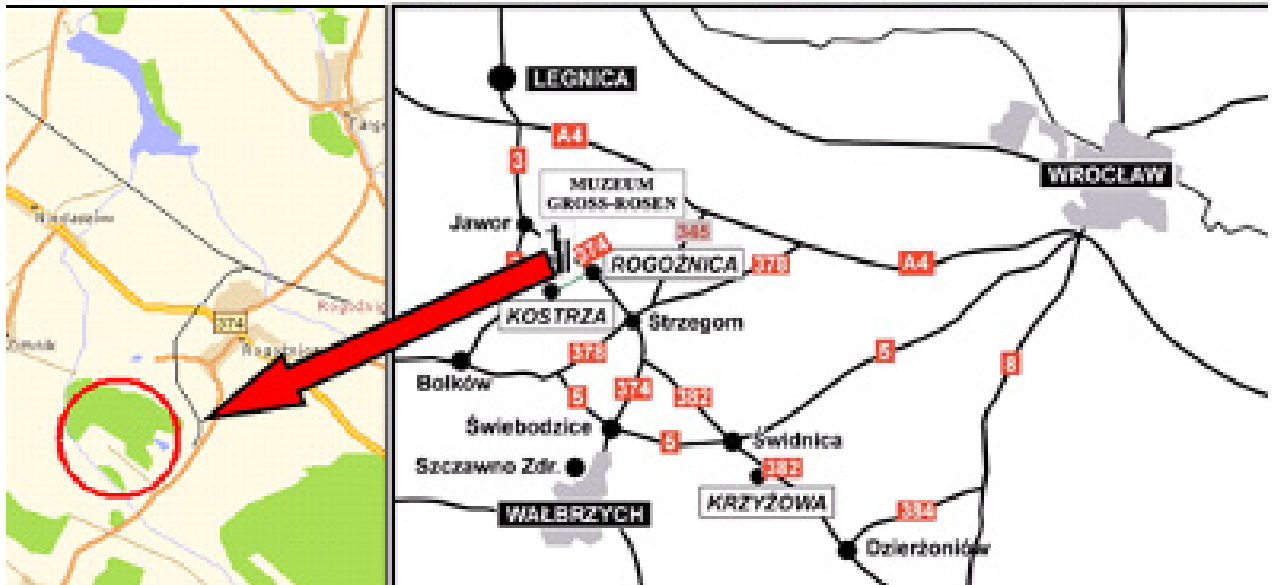 LEGNICA
A4
WROCŁAW
3
MUZEUM
GROSS-ROSEN
Jawor
345
374
ROGOŹNICA
378
A4
KOSTRZA
Strzegom
374
5
8
378
Bolków
5
374
382
Świebodzice
5
Świdnica
Szczawno Zdr.
382
KRZYŻOWA
WAŁBRZYCH
384
Dzierżoniów